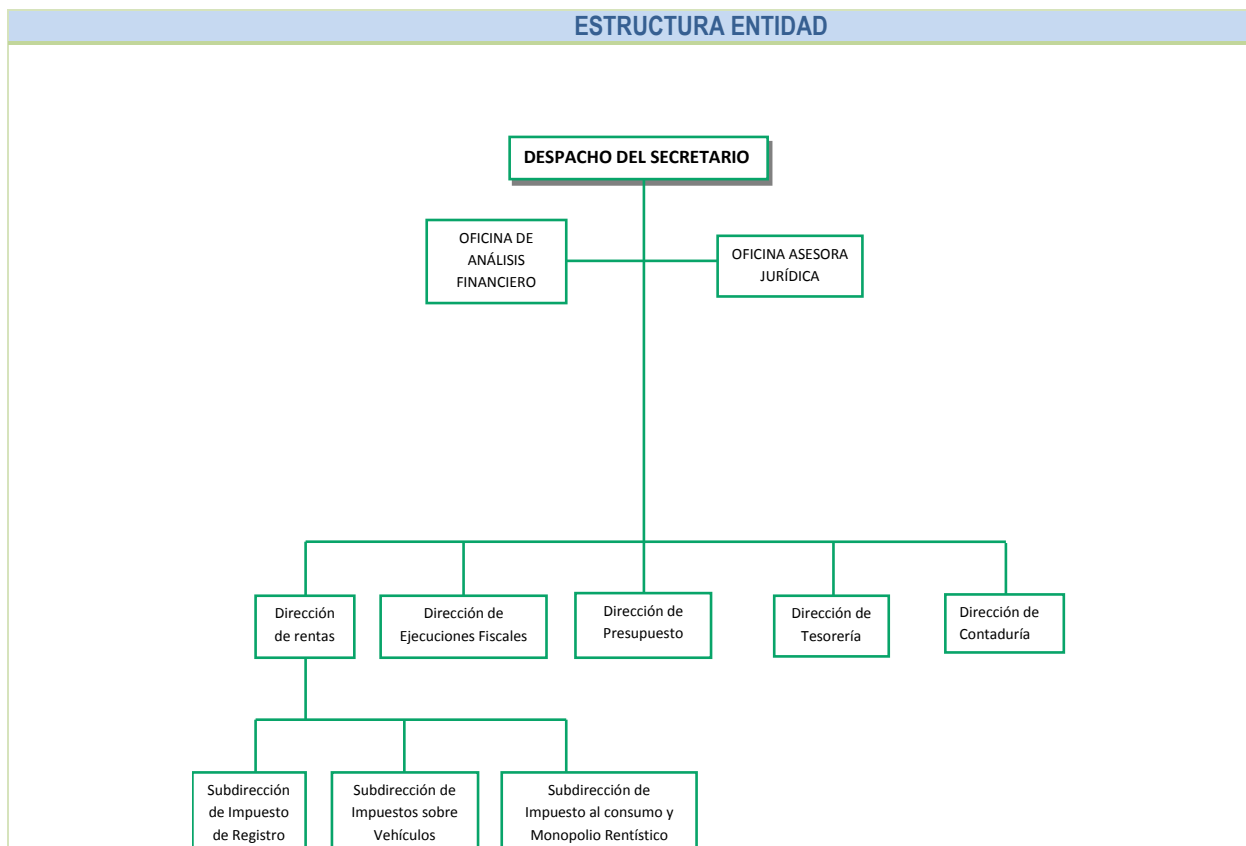 ESTRUCTURA ENTIDAD
DESPACHO DEL SECRETARIO
OFICINA DE
ANÁLISIS
FINANCIERO
OFICINA ASESORA
JURÍDICA
Dirección
de rentas
Dirección de
Ejecuciones Fiscales
Dirección de
Presupuesto
Dirección de
Tesorería
Dirección de
Contaduría
Subdirección
de Impuesto
de Registro
Subdirección de
Impuestos sobre
Vehículos
Subdirección de
Impuesto al consumo y
Monopolio Rentístico